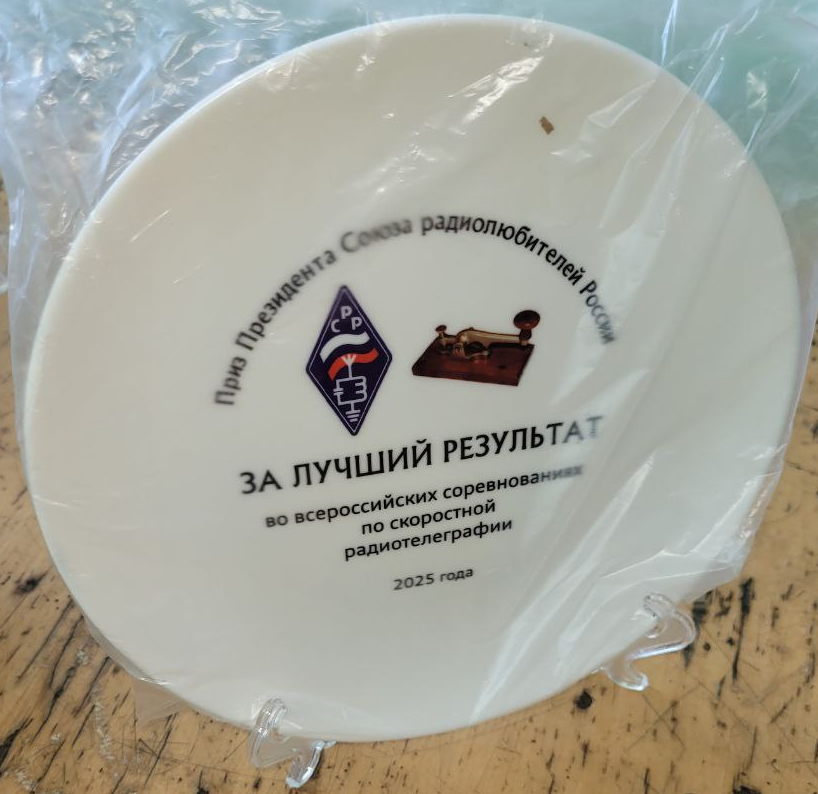 Приз Президента Союза радиолюбителей России
СРР
ЗА ЛУЧШИЙ РЕЗУЛЬТАТ
во всероссийских соревнованиях
по скоростной
радиотелеграфии
2025 года